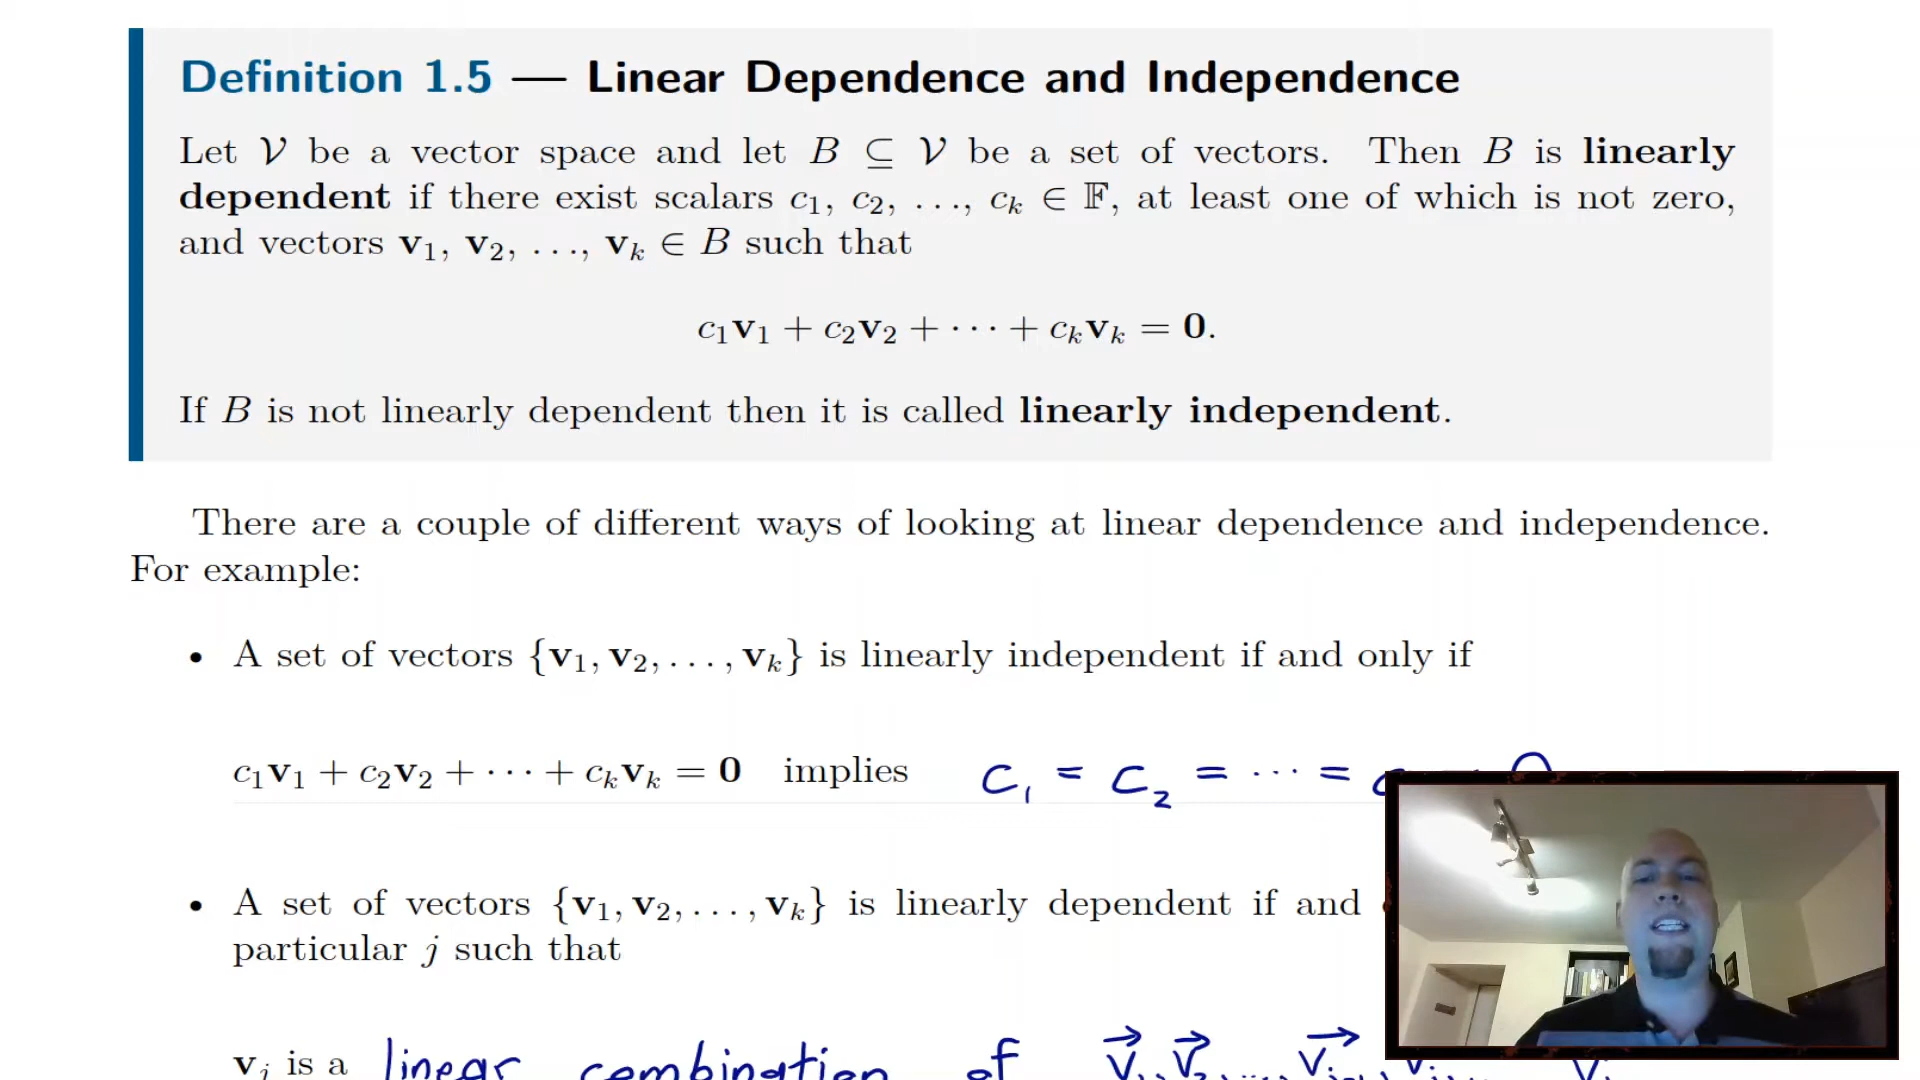 Definition 1.5 — Linear Dependence and Independence
Let 𝒱 be a vector space and let B ⊆ 𝒱 be a set of vectors. Then B is linearly
dependent if there exist scalars c₁, c₂, …, cₖ ∈ 𝔽, at least one of which is not zero,
and vectors v₁, v₂, …, vₖ ∈ B such that
c₁v₁ + c₂v₂ + ⋯ + cₖvₖ = 0.
If B is not linearly dependent then it is called linearly independent.
There are a couple of different ways of looking at linear dependence and independence.
For example:
• A set of vectors {v₁, v₂, …, vₖ} is linearly independent if and only if
c₁v₁ + c₂v₂ + ⋯ + cₖvₖ = 0 implies c₁ = c₂ = ⋯ =
• A set of vectors {v₁, v₂, …, vₖ} is linearly dependent if and
particular j such that
vⱼ is a linear combination of v⃗₁, v⃗₂, …,